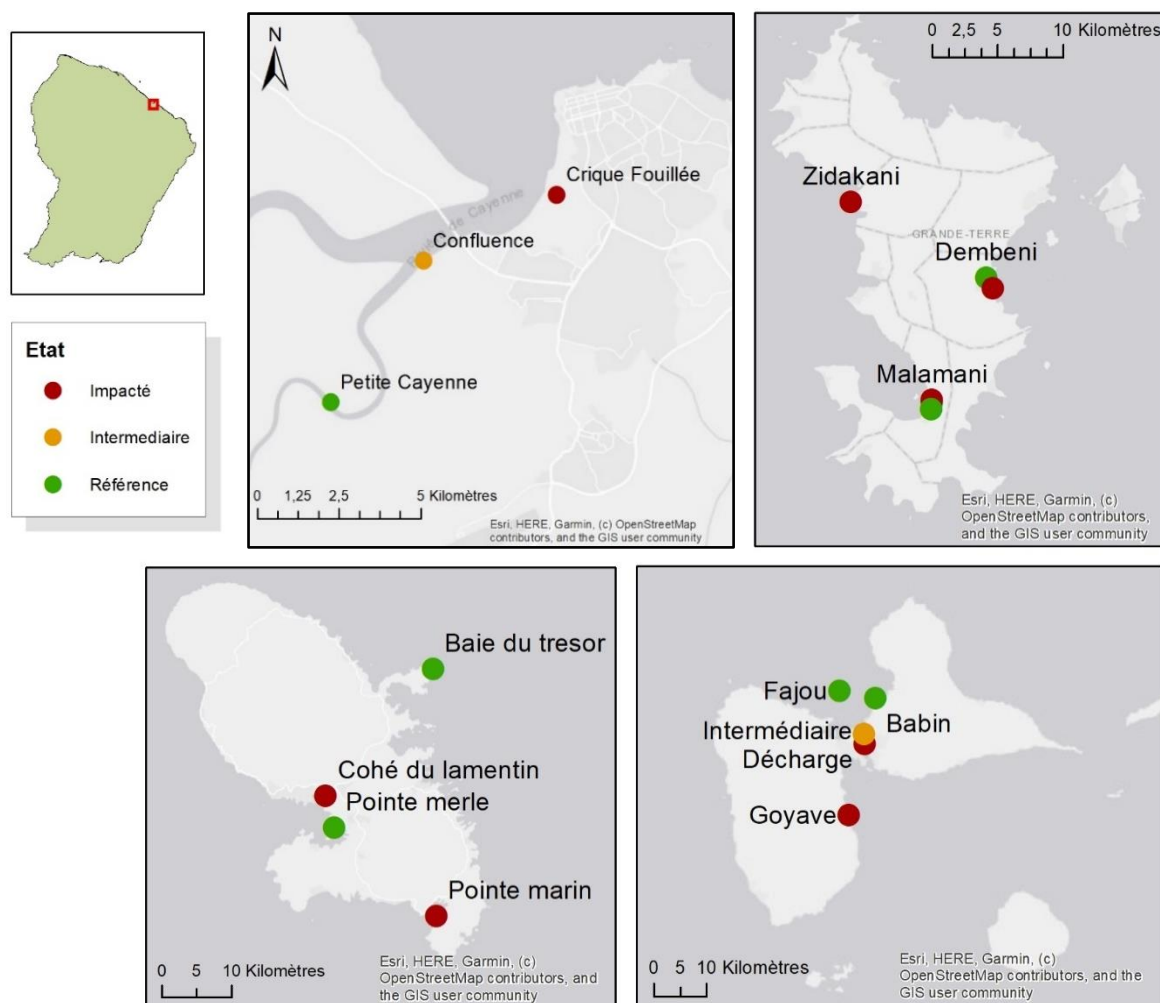 N
Crique Fouillée
de Cayenne
Confluence
Petite Cayenne
0 1,25 2,5 5 Kilomètres
Esri, HERE, Garmin, (c) OpenStreetMap
contributors, and the GIS user community
0 2,5 5 10 Kilomètres
Zidakani
GRANDE-TERRE
Dembeni
Malamani
Esri, HERE, Garmin, (c)
OpenStreetMap contributors,
and the GIS user community
Etat
Impacté
Intermediaire
Référence
Baie du tresor
Cohé du lamentin
Pointe merle
Pointe marin
0 5 10 Kilomètres
Esri, HERE, Garmin, (c)
OpenStreetMap contributors, and
the GIS user community
Fajou
Babin
Intermédiaire
Décharge
Goyave
0 5 10 Kilomètres
Esri, HERE, Garmin, (c)
OpenStreetMap contributors, and the
GIS user community